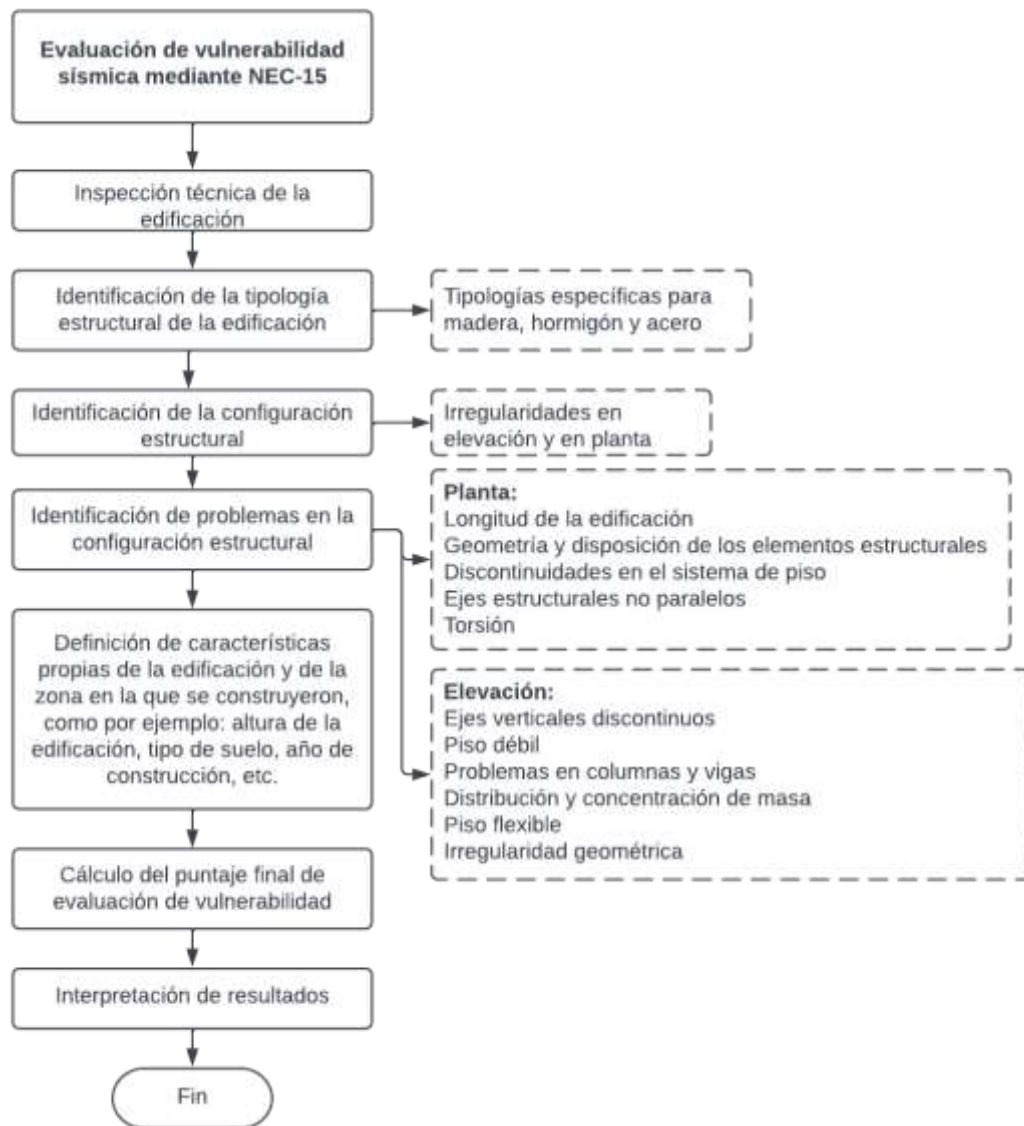 Evaluación de vulnerabilidad
sísmica mediante NEC-15
Inspección técnica de la
edificación
Identificación de la tipología
estructural de la edificación
Tipologías específicas para
madera, hormigón y acero
Identificación de la configuración
estructural
Irregularidades en
elevación y en planta
Identificación de problemas en la
configuración estructural
Planta:
Longitud de la edificación
Geometría y disposición de los elementos estructurales
Discontinuidades en el sistema de piso
Ejes estructurales no paralelos
Torsión
Elevación:
Ejes verticales discontinuos
Piso débil
Problemas en columnas y vigas
Distribución y concentración de masa
Piso flexible
Irregularidad geométrica
Definición de características
propias de la edificación y de la
zona en la que se construyeron,
como por ejemplo: altura de la
edificación, tipo de suelo, año de
construcción, etc.
Cálculo del puntaje final de
evaluación de vulnerabilidad
Interpretación de resultados
Fin